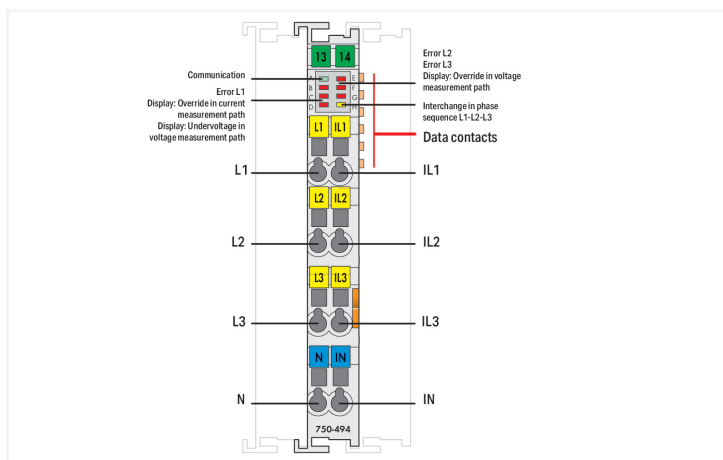 13 14
Communication
Error L1
Display: Override in current
measurement path
Display: Undervoltage in
voltage measurement path
A
B
C
D
E
F
G
H
Error L2
Error L3
Display: Override in voltage
measurement path
Interchange in phase
sequence L1-L2-L3
Data contacts
L1 IL1
L1
IL1
L2 IL2
L2
IL2
L3 IL3
L3
IL3
N IN
N
IN
750-494